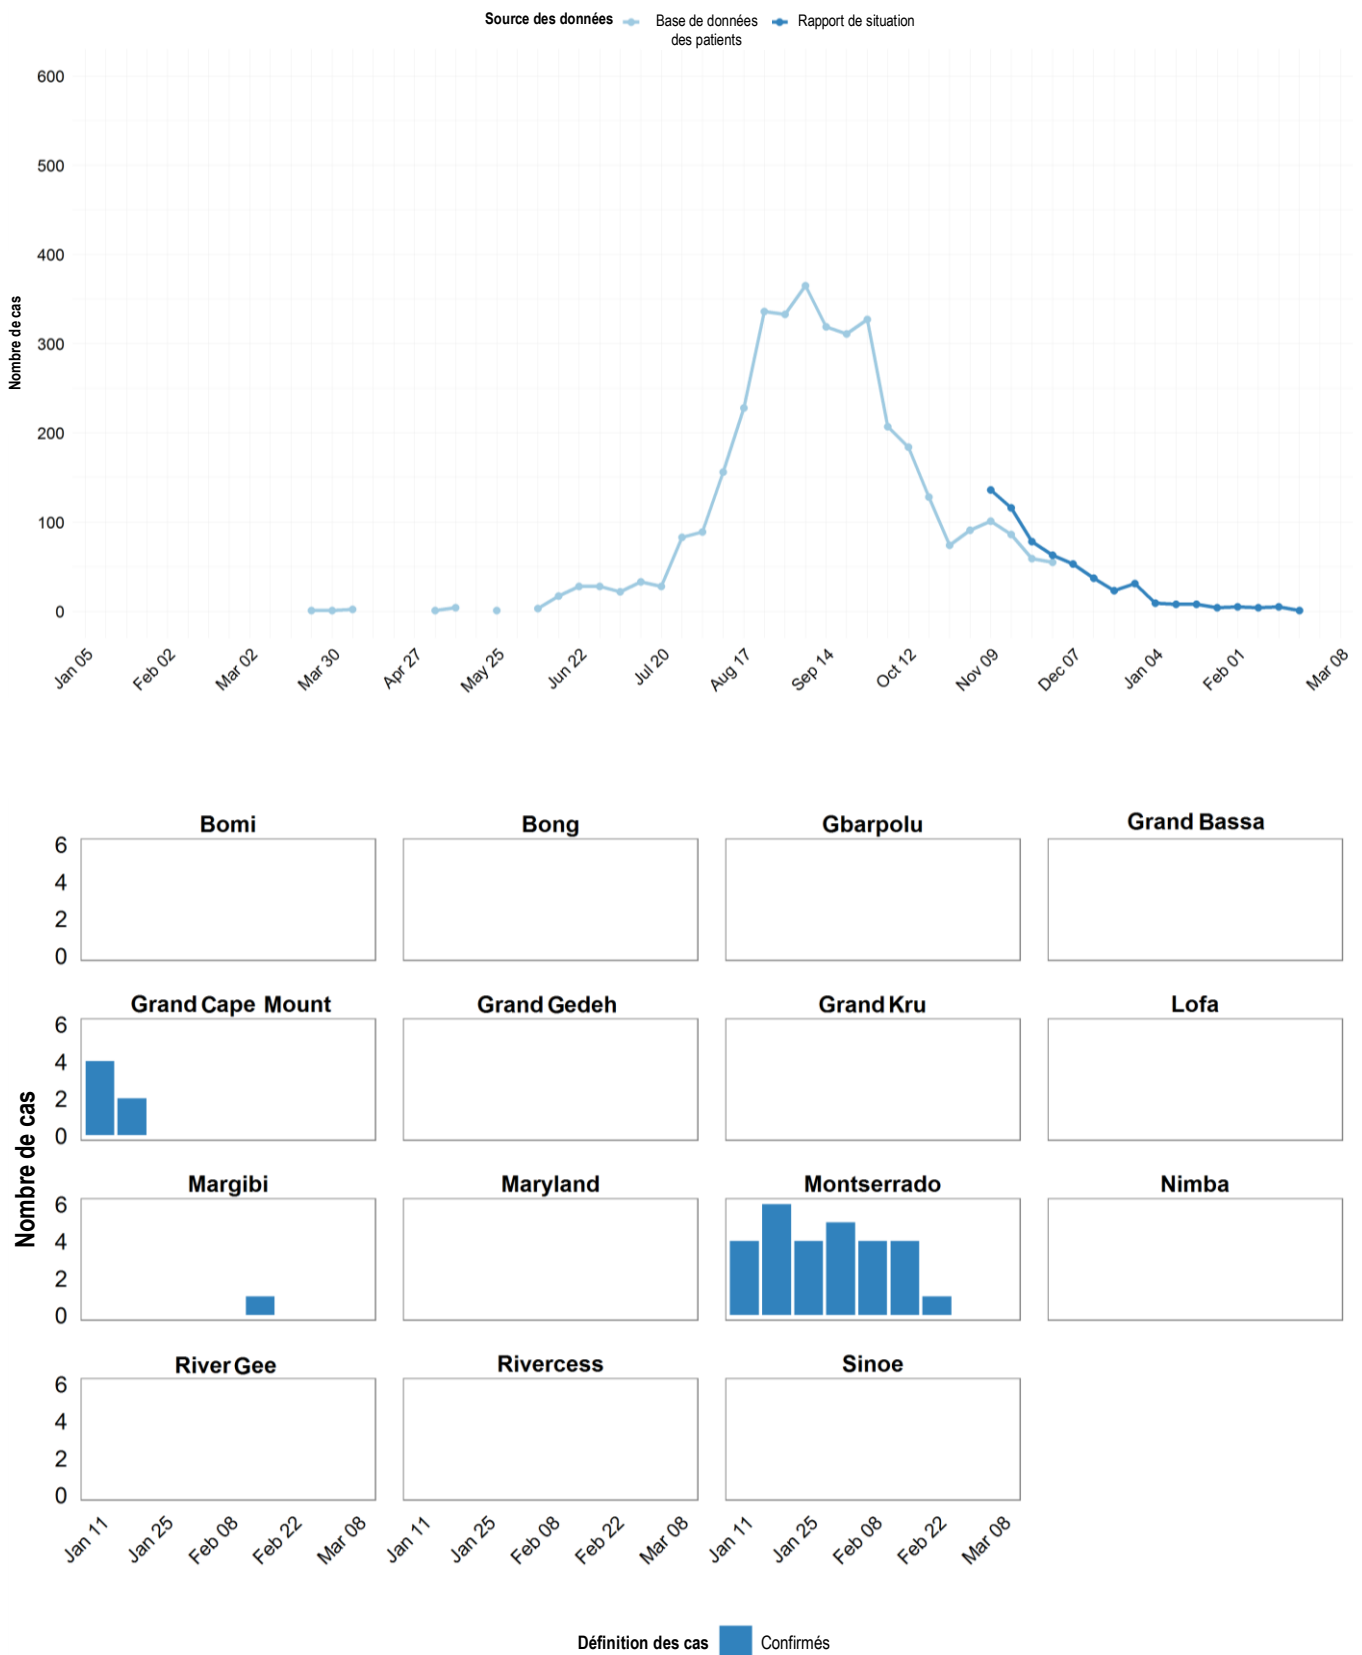 Source des données Base de données Rapport de situation
des patients
600
500
400
300
200
100
0
Nombre de cas
Jan 05 Feb 02 Mar 02 Mar 30 Apr 27 May 25 Jun 22 Jul 20 Aug 17 Sep 14 Oct 12 Nov 09 Dec 07 Jan 04 Feb 01 Mar 08
Bomi Bong Gbarpolu Grand Bassa
6
4
2
0
Grand Cape Mount Grand Gedeh Grand Kru Lofa
6
4
2
0
Nombre de cas
Margibi Maryland Montserrado Nimba
6
4
2
0
River Gee Rivercess Sinoe
6
4
2
0
Jan 11 Jan 25 Feb 08 Feb 22 Mar 08 Jan 11 Jan 25 Feb 08 Feb 22 Mar 08 Jan 11 Jan 25 Feb 08 Feb 22 Mar 08
Définition des cas Confirmés